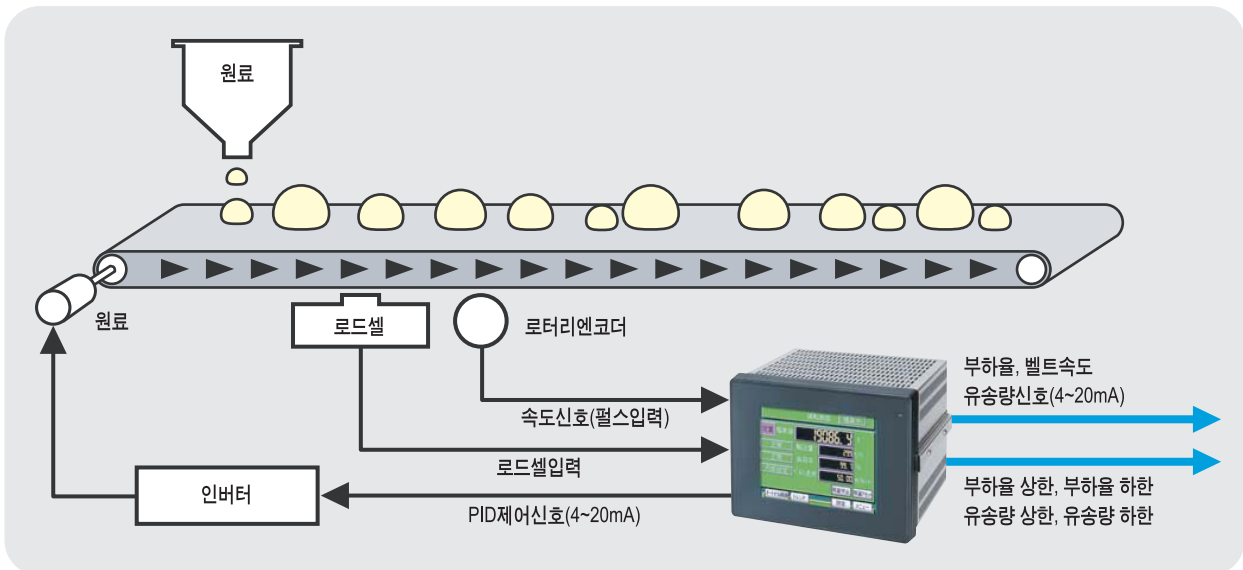 원료
원료
로드셀
로터리엔코더
속도신호(펄스입력)
로드셀입력
인버터
PID제어신호(4~20mA)
부하율, 벨트속도
유송량신호(4~20mA)
부하율 상한, 부하율 하한
유송량 상한, 유송량 하한
19086.4